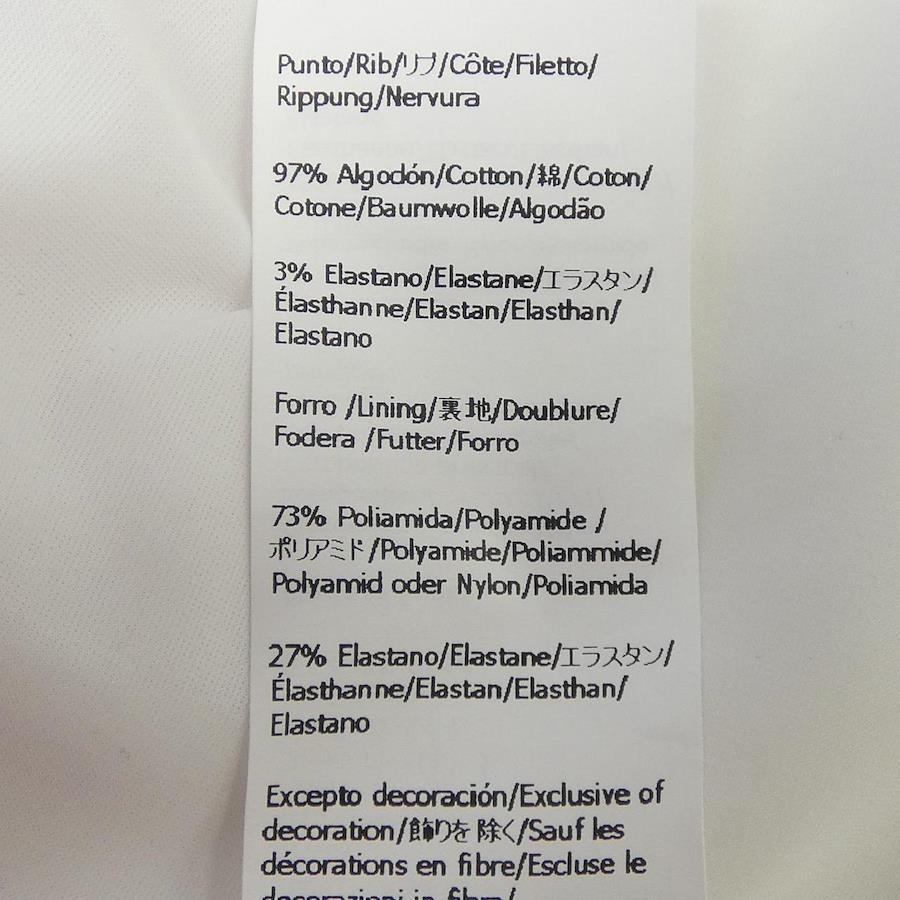 Punto/Rib/リブ/Côte/Filetto/
Rippung/Nervura
97% Algodón/Cotton/綿/Coton/
Cotone/Baumwolle/Algodão
3% Elastano/Elastane/エラスタン/
Élasthanne/Elastan/Elasthan/
Elastano
Forro /Lining/裏地/Doublure/
Fodera /Futter/Forro
73% Poliamida/Polyamide /
ポリアミド/Polyamide/Poliammide/
Polyamid oder Nylon/Poliamida
27% Elastano/Elastane/エラスタン/
Élasthanne/Elastan/Elasthan/
Elastano
Excepto decoración/Exclusive of
decoration/飾りを除く/Sauf les
décorations en fibre/Escluse le
decorazioni in fibre/